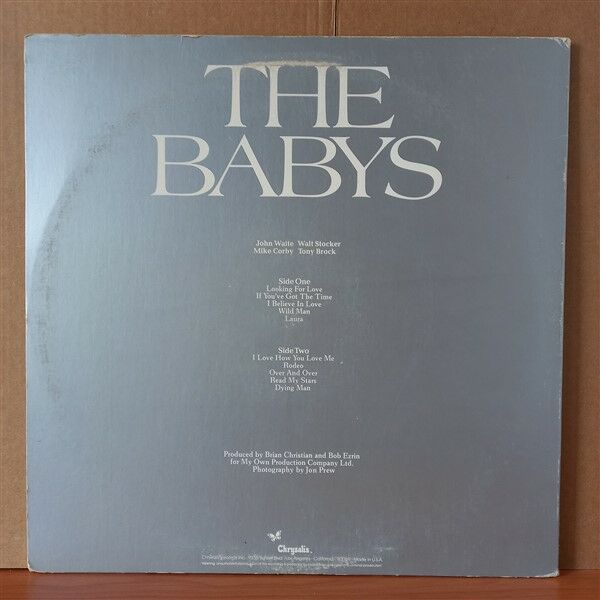 THE
BABYS
John Waite Walt Stocker
Mike Corby Tony Brock
Side One
Looking For Love
If You've Got The Time
I Believe In Love
Wild Man
Laura
Side Two
I Love How You Love Me
Rodeo
Over And Over
Read My Stars
Dying Man
Produced by Brian Christian and Bob Ezrin
for My Own Production Company Ltd.
Photography by Jon Prew
Chrysalis
Made in U.S.A.